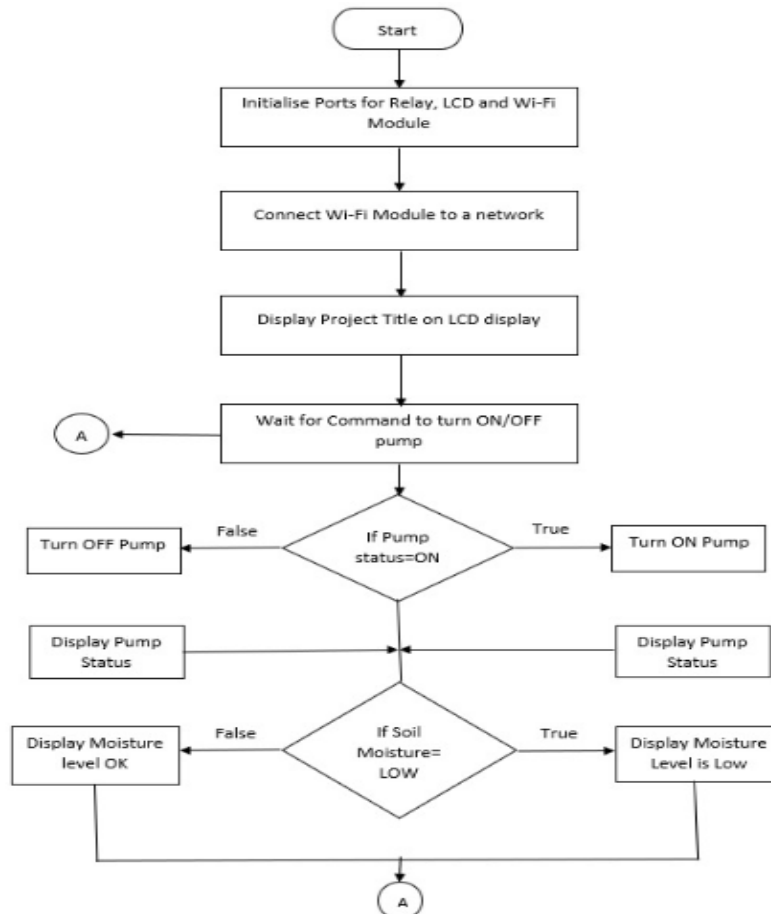 Start
Initialise Ports for Relay, LCD and Wi-Fi
Module
Connect Wi-Fi Module to a network
Display Project Title on LCD display
Wait for Command to turn ON/OFF
pump
A
If Pump
status=ON
False
True
Turn OFF Pump
Turn ON Pump
Display Pump
Status
Display Pump
Status
If Soil
Moisture=
LOW
False
True
Display Moisture
level OK
Display Moisture
Level is Low
A